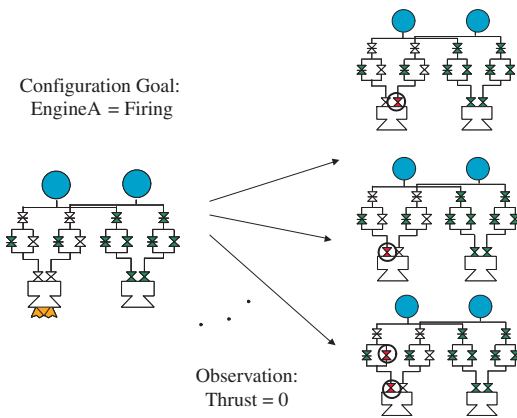 Configuration Goal:
EngineA = Firing
Observation:
Thrust = 0